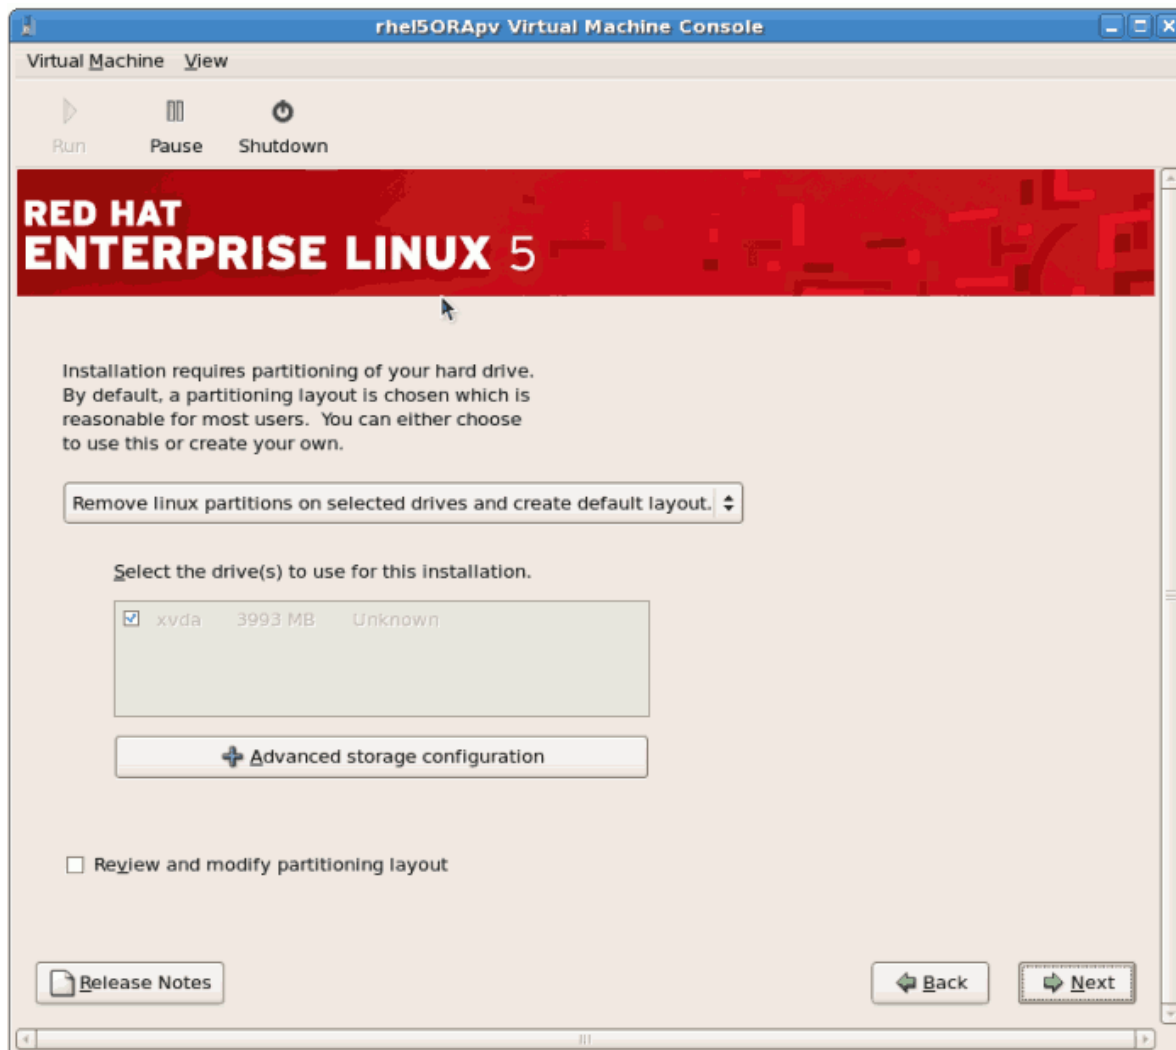 rhel5ORApv Virtual Machine Console
Virtual Machine View
Run Pause Shutdown
RED HAT
ENTERPRISE LINUX 5
Installation requires partitioning of your hard drive.
By default, a partitioning layout is chosen which is
reasonable for most users. You can either choose
to use this or create your own.
Remove linux partitions on selected drives and create default layout.
Select the drive(s) to use for this installation.
xvda 3993 MB Unknown
Advanced storage configuration
Review and modify partitioning layout
Release Notes Back Next